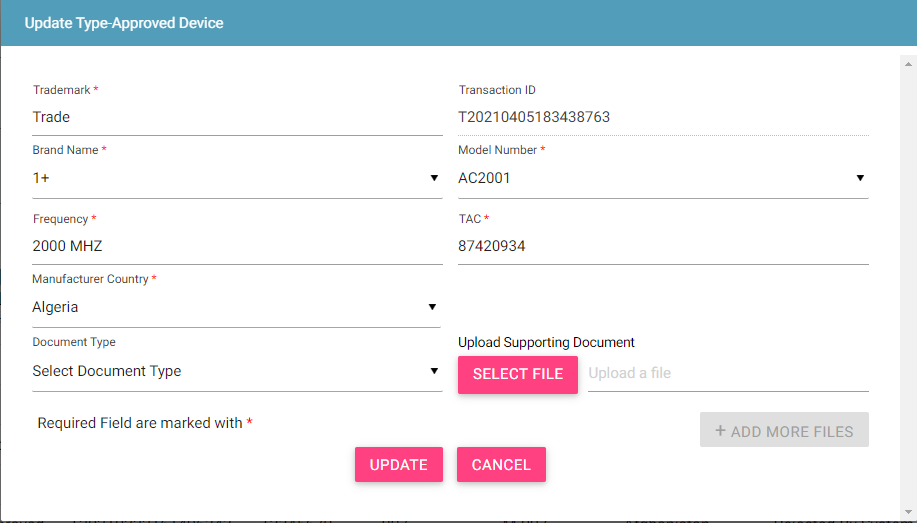 Update Type-Approved Device
Trademark *
Transaction ID
Trade
T20210405183438763
Brand Name *
Model Number *
1+
AC2001
Frequency *
TAC *
2000 MHZ
87420934
Manufacturer Country *
Algeria
Document Type
Upload Supporting Document
Select Document Type
SELECT FILE
Upload a file
Required Field are marked with *
+ ADD MORE FILES
UPDATE
CANCEL